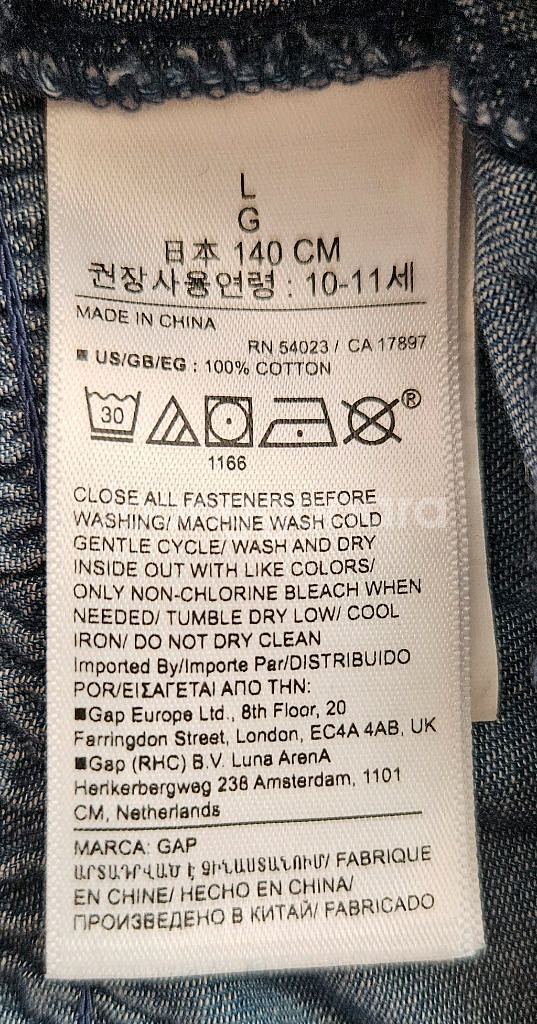 L
G
日本 140 CM
권장사용연령 : 10-11세
MADE IN CHINA
RN 54023 / CA 17897
■ US/GB/EG : 100% COTTON
30
®
1166
CLOSE ALL FASTENERS BEFORE
WASHING/ MACHINE WASH COLD
GENTLE CYCLE/ WASH AND DRY
INSIDE OUT WITH LIKE COLORS/
ONLY NON-CHLORINE BLEACH WHEN
NEEDED/ TUMBLE DRY LOW/ COOL
IRON/ DO NOT DRY CLEAN
Imported By/Importe Par/DISTRIBUIDO
POR/ΕΙΣΑΓΕΤΑΙ ΑΠΟ ΤΗΝ:
■Gap Europe Ltd., 8th Floor, 20
Farringdon Street, London, EC4A 4AB, UK
■Gap (RHC) B.V. Luna ArenA
Herikerbergweg 238 Amsterdam, 1101
CM, Netherlands
MARCA: GAP
ԱՐՏԱԴՐՎԱԾ է ՉԻՆԱՍՏԱՆՈՒՄ/ FABRIQUE
EN CHINE/ HECHO EN CHINA/
ПРОИЗВЕДЕНО В КИТАЙ/ FABRICADO